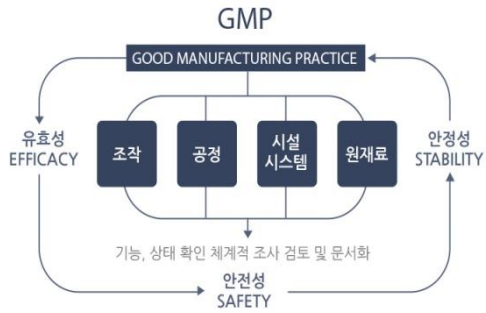 GMP
GOOD MANUFACTURING PRACTICE
유효성
EFFICACY
조작
공정
시설
시스템
원재료
안정성
STABILITY
기능, 상태 확인 체계적 조사 검토 및 문서화
안전성
SAFETY